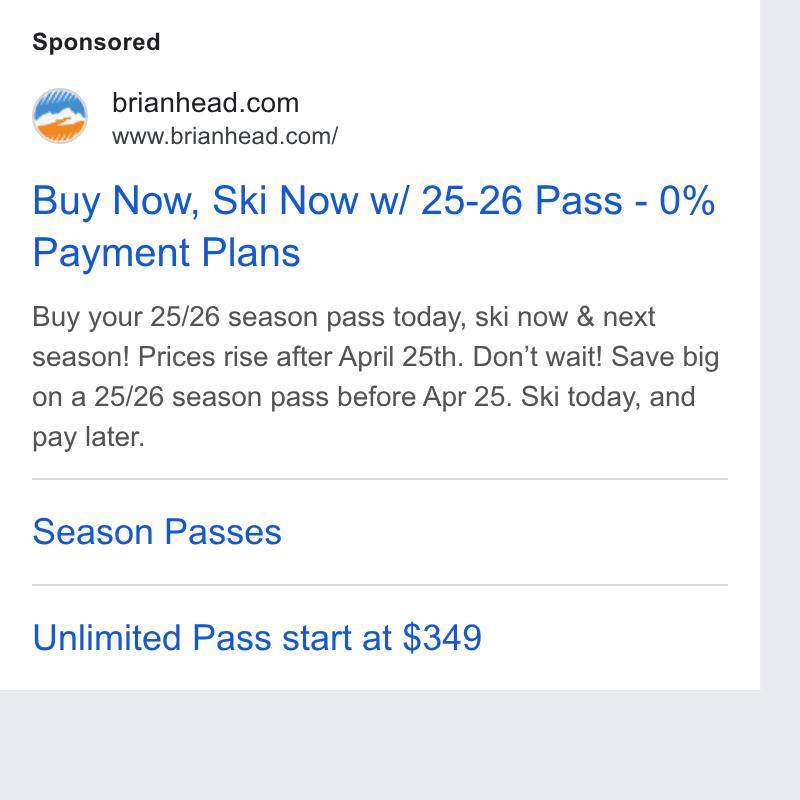 Sponsored
brianhead.com
www.brianhead.com/
Buy Now, Ski Now w/ 25-26 Pass - 0%
Payment Plans
Buy your 25/26 season pass today, ski now & next
season! Prices rise after April 25th. Don’t wait! Save big
on a 25/26 season pass before Apr 25. Ski today, and
pay later.
Season Passes
Unlimited Pass start at $349